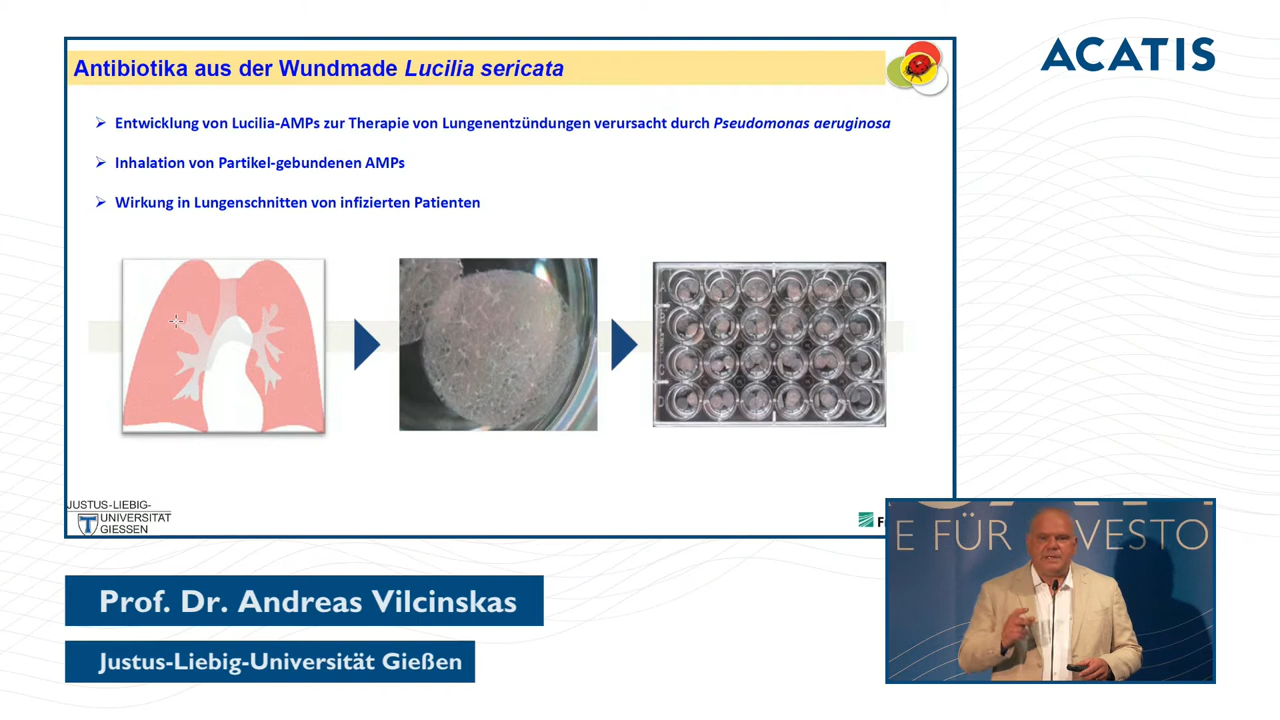 ACATIS
Antibiotika aus der Wundmade Lucilia sericata
Entwicklung von Lucilia-AMPs zur Therapie von Lungenentzündungen verursacht durch Pseudomonas aeruginosa
Inhalation von Partikel-gebundenen AMPs
Wirkung in Lungenschnitten von infizierten Patienten
JUSTUS-LIEBIG-
UNIVERSITÄT
GIESSEN
E FÜR INVESTO
Prof. Dr. Andreas Vilcinskas
Justus-Liebig-Universität Gießen